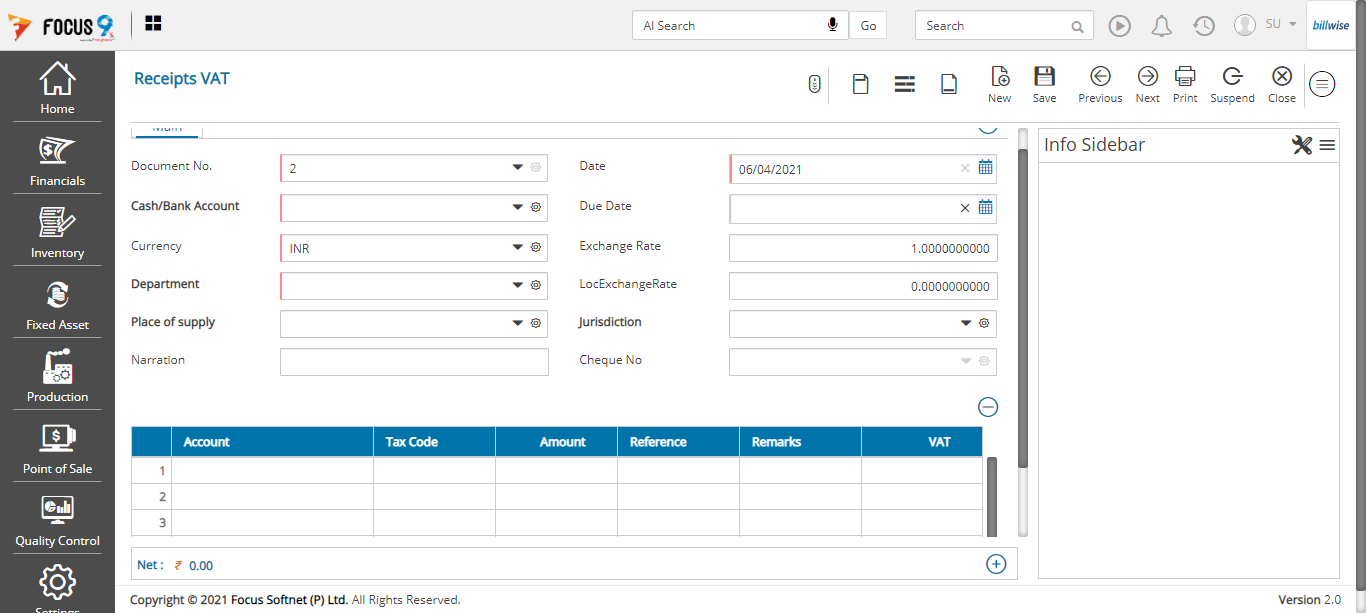 FOCUS 9
AI Search
Go
Search
SU
billwise
Home
Financials
Inventory
Fixed Asset
Production
Point of Sale
Quality Control
Settings
Receipts VAT
New
Save
Previous
Next
Print
Suspend
Close
Main
Document No.
2
Date
06/04/2021
Cash/Bank Account
Due Date
Currency
INR
Exchange Rate
1.0000000000
Department
LocExchangeRate
0.0000000000
Place of supply
Jurisdiction
Narration
Cheque No
Account Tax Code Amount Reference Remarks VAT
1
2
3
Net : ₹ 0.00
Info Sidebar
Copyright © 2021 Focus Softnet (P) Ltd. All Rights Reserved.
Version 2.0